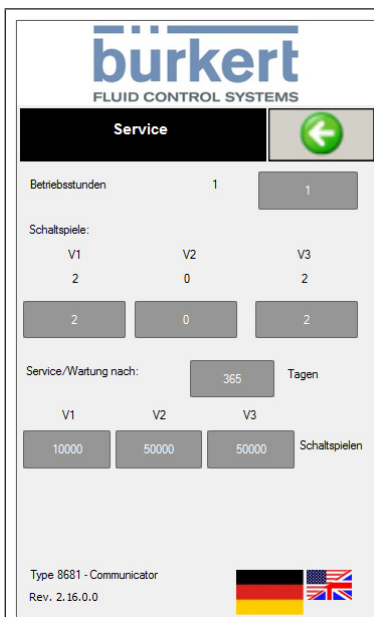 bürkert
FLUID CONTROL SYSTEMS
Service
Betriebsstunden 1 1
Schaltspiele:
V1 V2 V3
2 0 2
2 0 2
Service/Wartung nach: 365 Tagen
V1 V2 V3
10000 50000 50000 Schaltspielen
Type 8681 - Communicator
Rev. 2.16.0.0